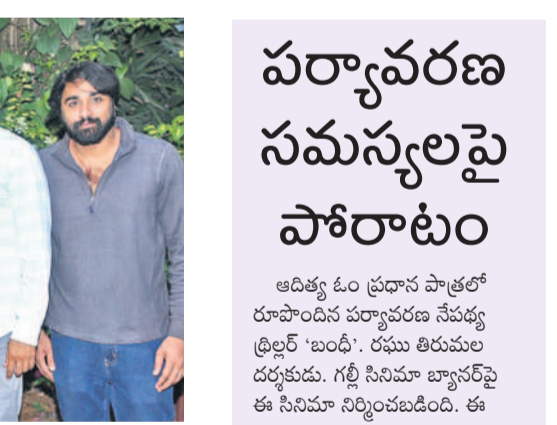 పర్యావరణ
సమస్యలపై
పోరాటం
ఆదిత్య ఓం ప్రధాన పాత్రలో
రూపొందిన పర్యావరణ నేపథ్య
థ్రిల్లర్ ‘బంధీ’. రఘు తిరుమల
దర్శకుడు. గల్లీ సినిమా బ్యానర్‌పై
ఈ సినిమా నిర్మించబడింది. ఈ